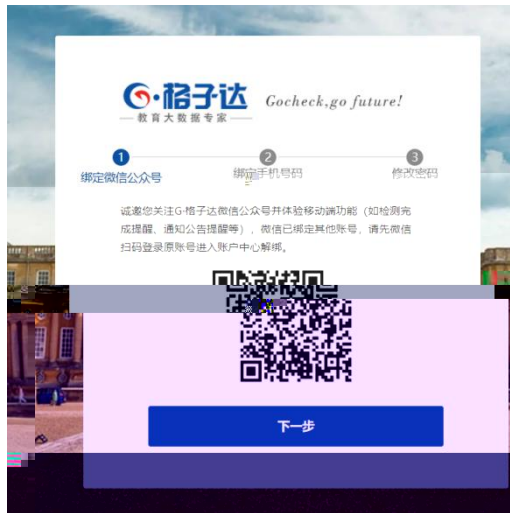 G·格子达
教育大数据专家
Gocheck,go future!
1
2
3
绑定微信公众号
绑定手机号码
修改密码
诚邀您关注G·格子达微信公众号并体验移动端功能（如检测完
成提醒、通知公告提醒等），微信已绑定其他账号，请先微信
扫码登录原账号进入账户中心解绑。
下一步